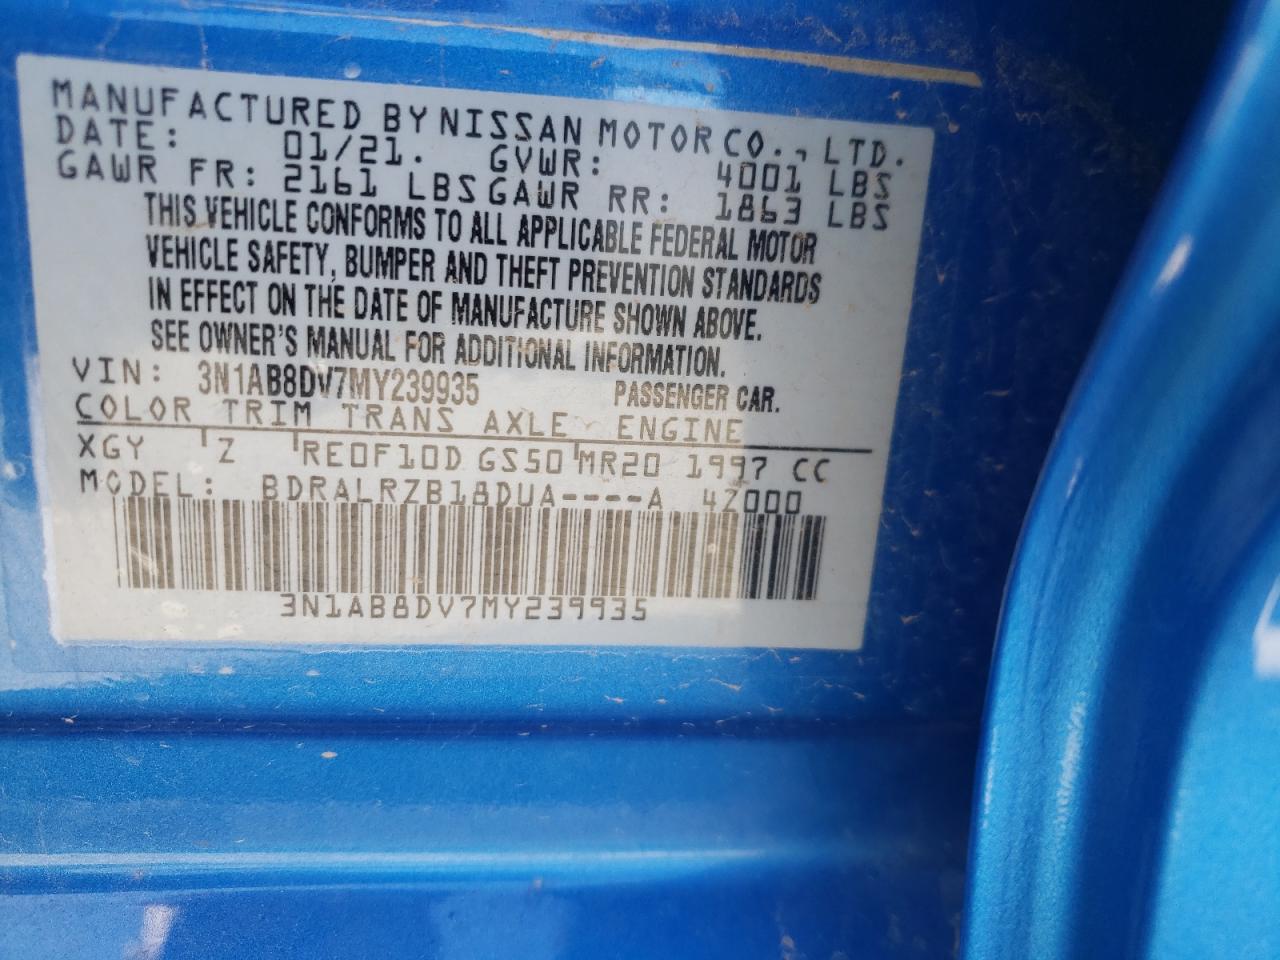 MANUFACTURED BY NISSAN MOTOR CO., LTD.
DATE: 01/21. GVWR: 4001 LBS
GAWR FR: 2161 LBS GAWR RR: 1863 LBS
THIS VEHICLE CONFORMS TO ALL APPLICABLE FEDERAL MOTOR
VEHICLE SAFETY, BUMPER AND THEFT PREVENTION STANDARDS
IN EFFECT ON THE DATE OF MANUFACTURE SHOWN ABOVE.
SEE OWNER'S MANUAL FOR ADDITIONAL INFORMATION.
VIN: 3N1AB8DV7MY239935 PASSENGER CAR.
COLOR TRIM TRANS AXLE ENGINE
XGY Z RE0F10D GS50 MR20 1997 CC
MODEL: BDRALRZB18DUA----A 4Z000
3N1AB8DV7MY239935